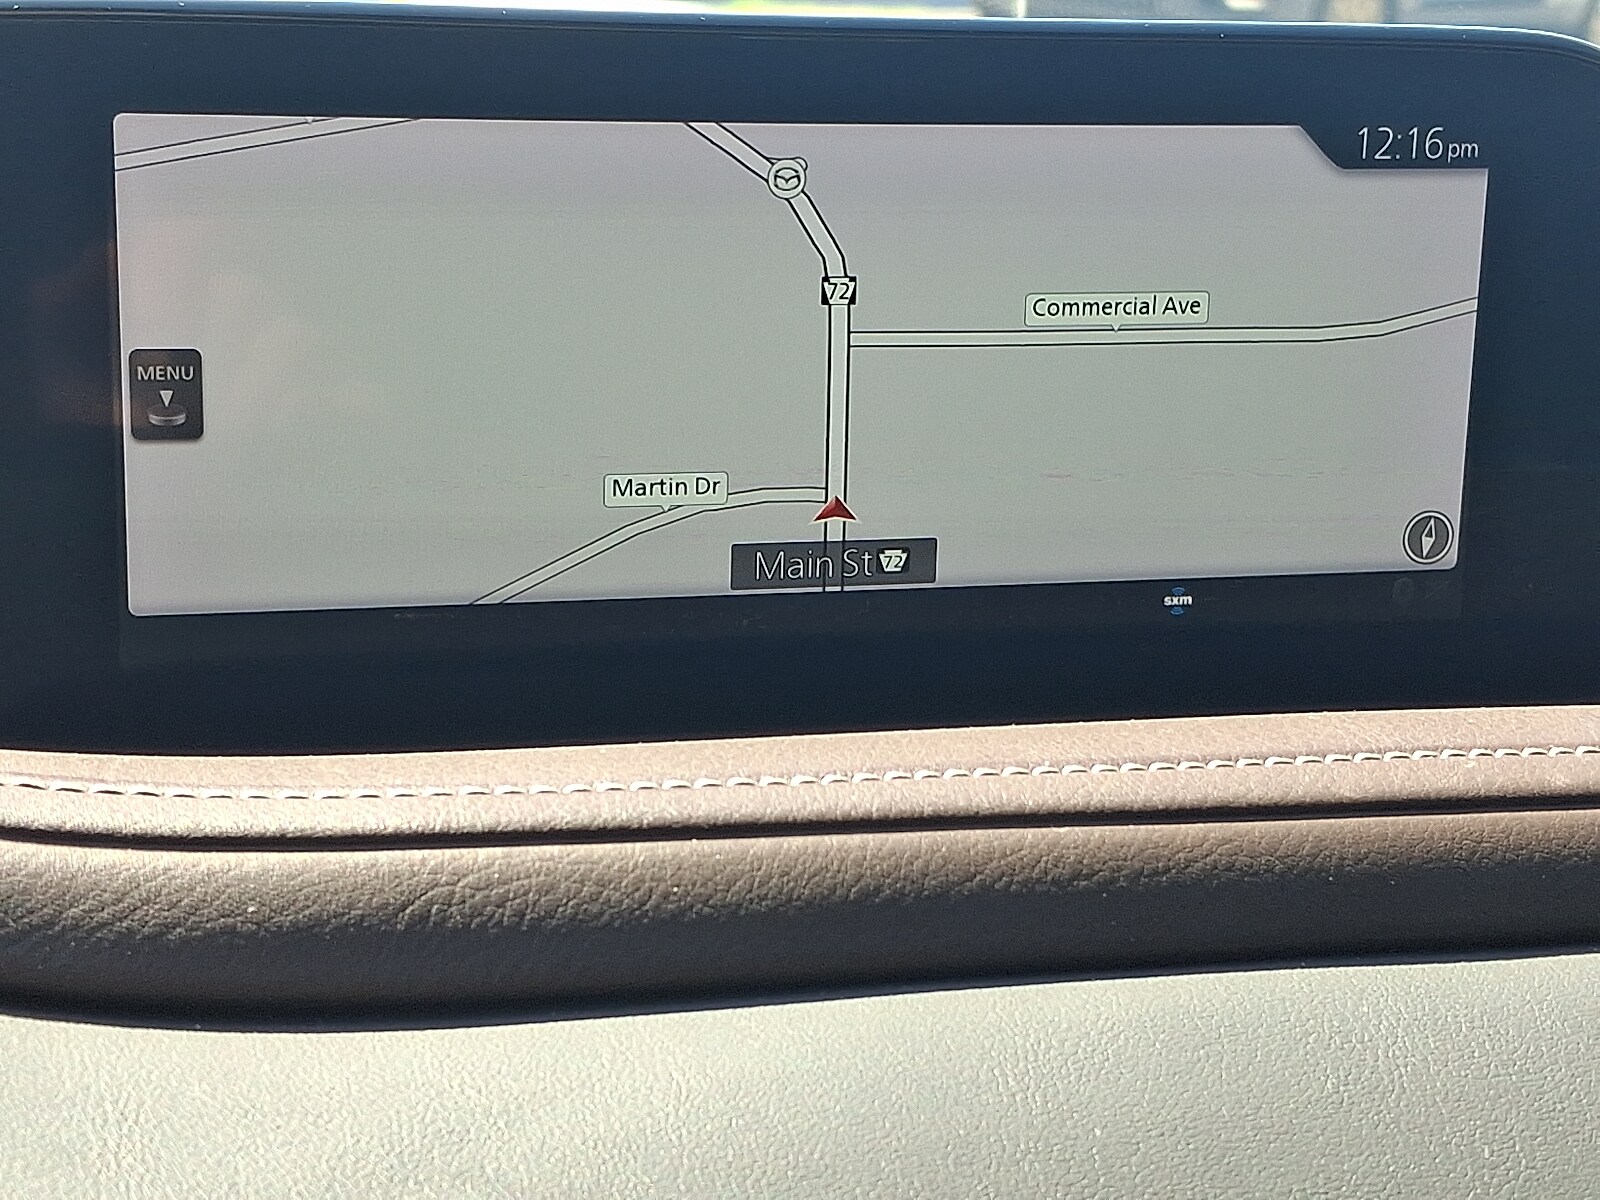 12:16pm
72
Commercial Ave
MENU
Martin Dr
Main St 72
sxm